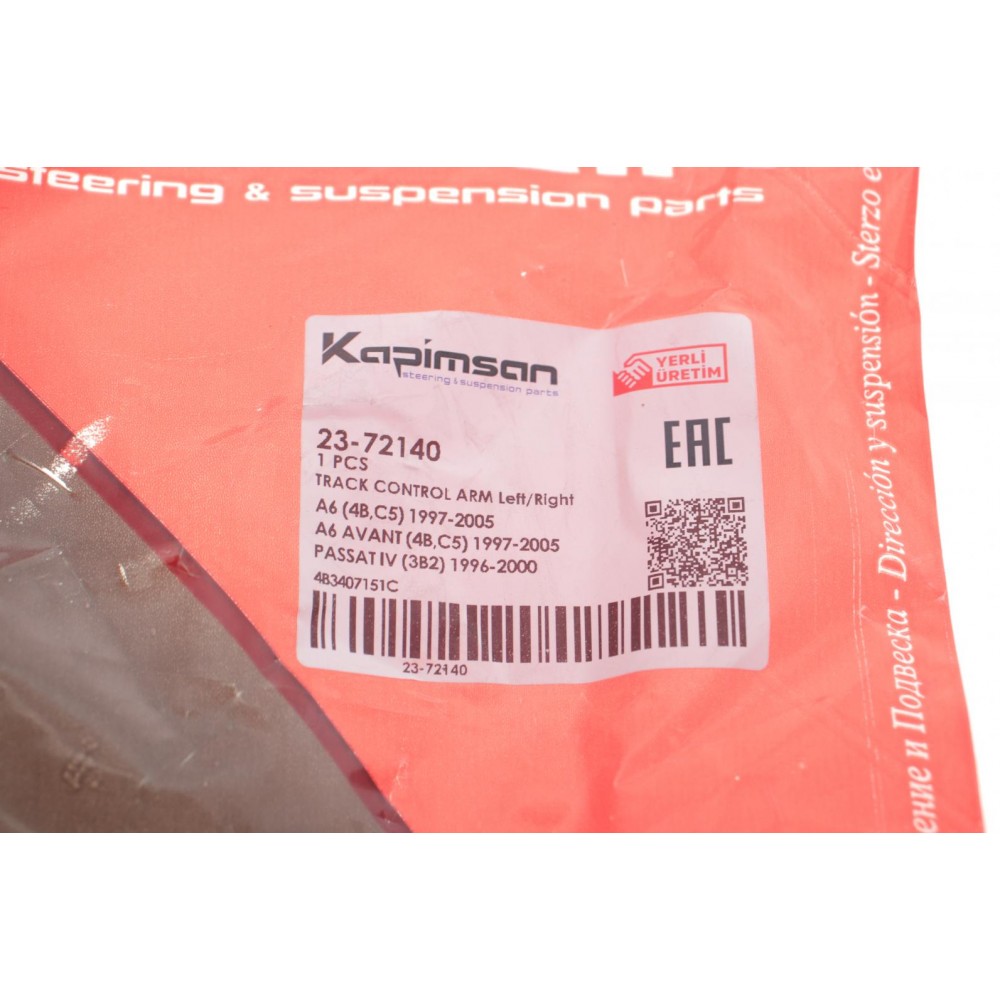 steering & suspension parts
Kapimsan
steering & suspension parts
YERLİ
ÜRETİM
23-72140
EAC
1 PCS
TRACK CONTROL ARM Left/Right
A6 (4B,C5) 1997-2005
A6 AVANT (4B,C5) 1997-2005
PASSAT IV (3B2) 1996-2000
4B3407151C
23-72140
ение и Подвеска - Dirección y suspensión - Sterzo e